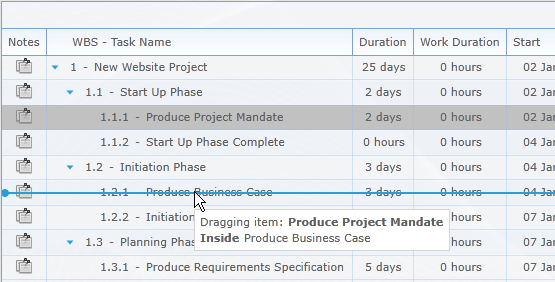 Notes WBS - Task Name Duration Work Duration Start
1 - New Website Project 25 days 0 hours 02 Jan
1.1 - Start Up Phase 2 days 0 hours 02 Jan
1.1.1 - Produce Project Mandate 2 days 0 hours 02 Jan
1.1.2 - Start Up Phase Complete 0 hours 0 hours 04 Jan
1.2 - Initiation Phase 3 days 0 hours 04 Jan
1.2.1 - Produce Business Case 3 days 0 hours 04 Jan
1.2.2 - Initiation 07 Jan
Dragging item: Produce Project Mandate
Inside Produce Business Case
1.3 - Planning Phas 07 Jan
1.3.1 - Produce Requirements Specification 5 days 0 hours 07 Jan